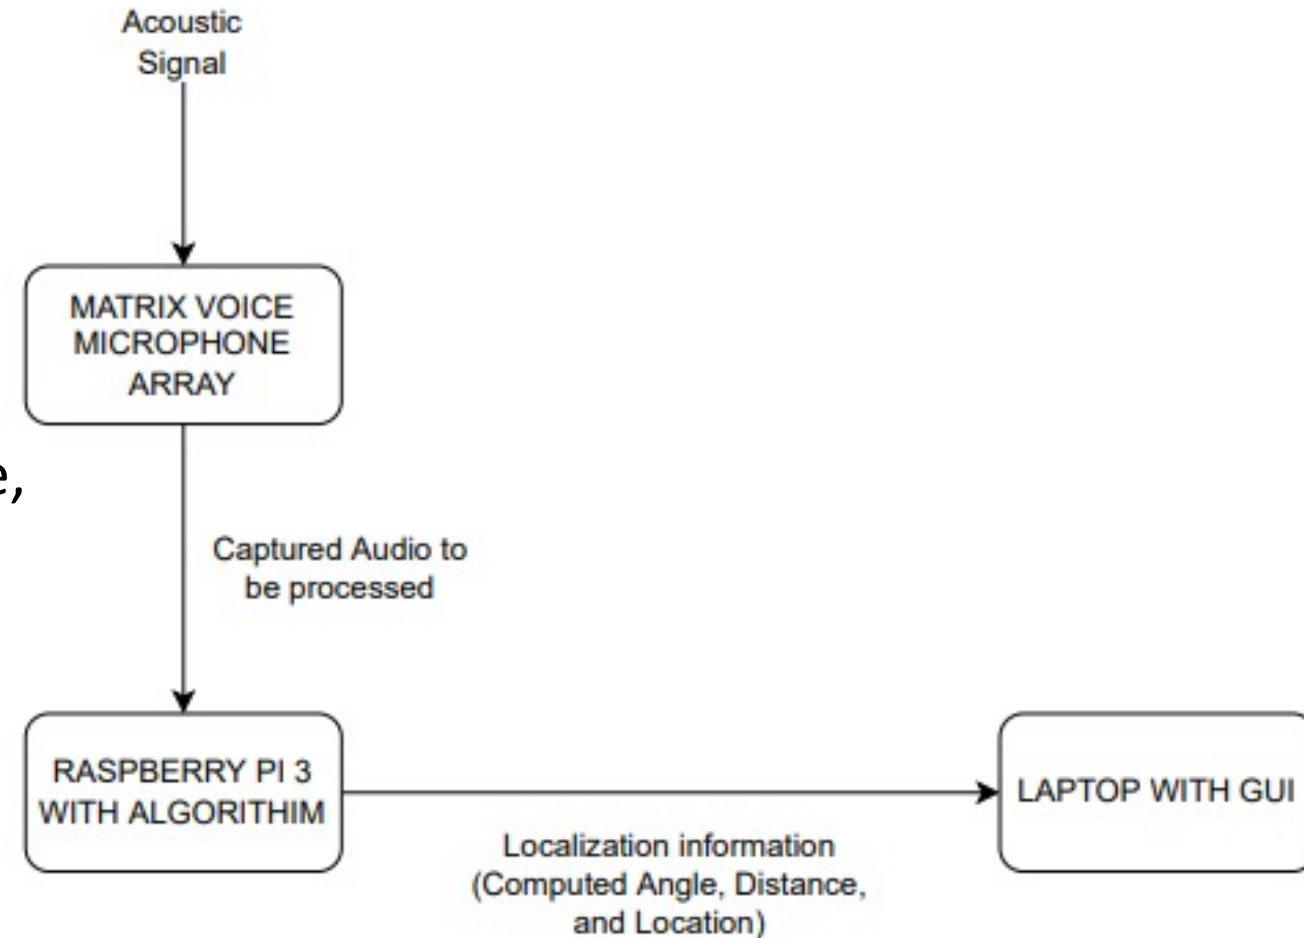 Acoustic
Signal
MATRIX VOICE
MICROPHONE
ARRAY
e,
Captured Audio to
be processed
RASPBERRY PI 3
WITH ALGORITHIM
LAPTOP WITH GUI
Localization information
(Computed Angle, Distance,
and Location)